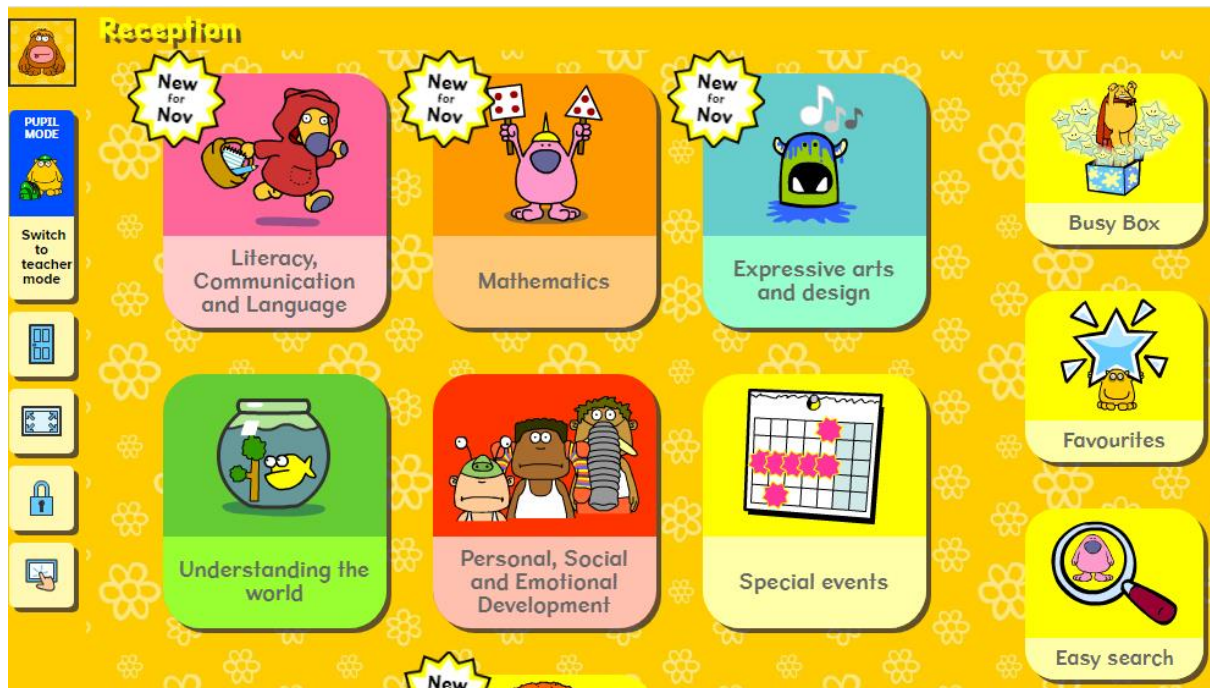 Reception
PUPIL
MODE
Switch
to
teacher
mode
New
for
Nov
Literacy,
Communication
and Language
New
for
Nov
Mathematics
New
for
Nov
Expressive arts
and design
Understanding the
world
Personal, Social
and Emotional
Development
Special events
New
Busy Box
Favourites
Easy search